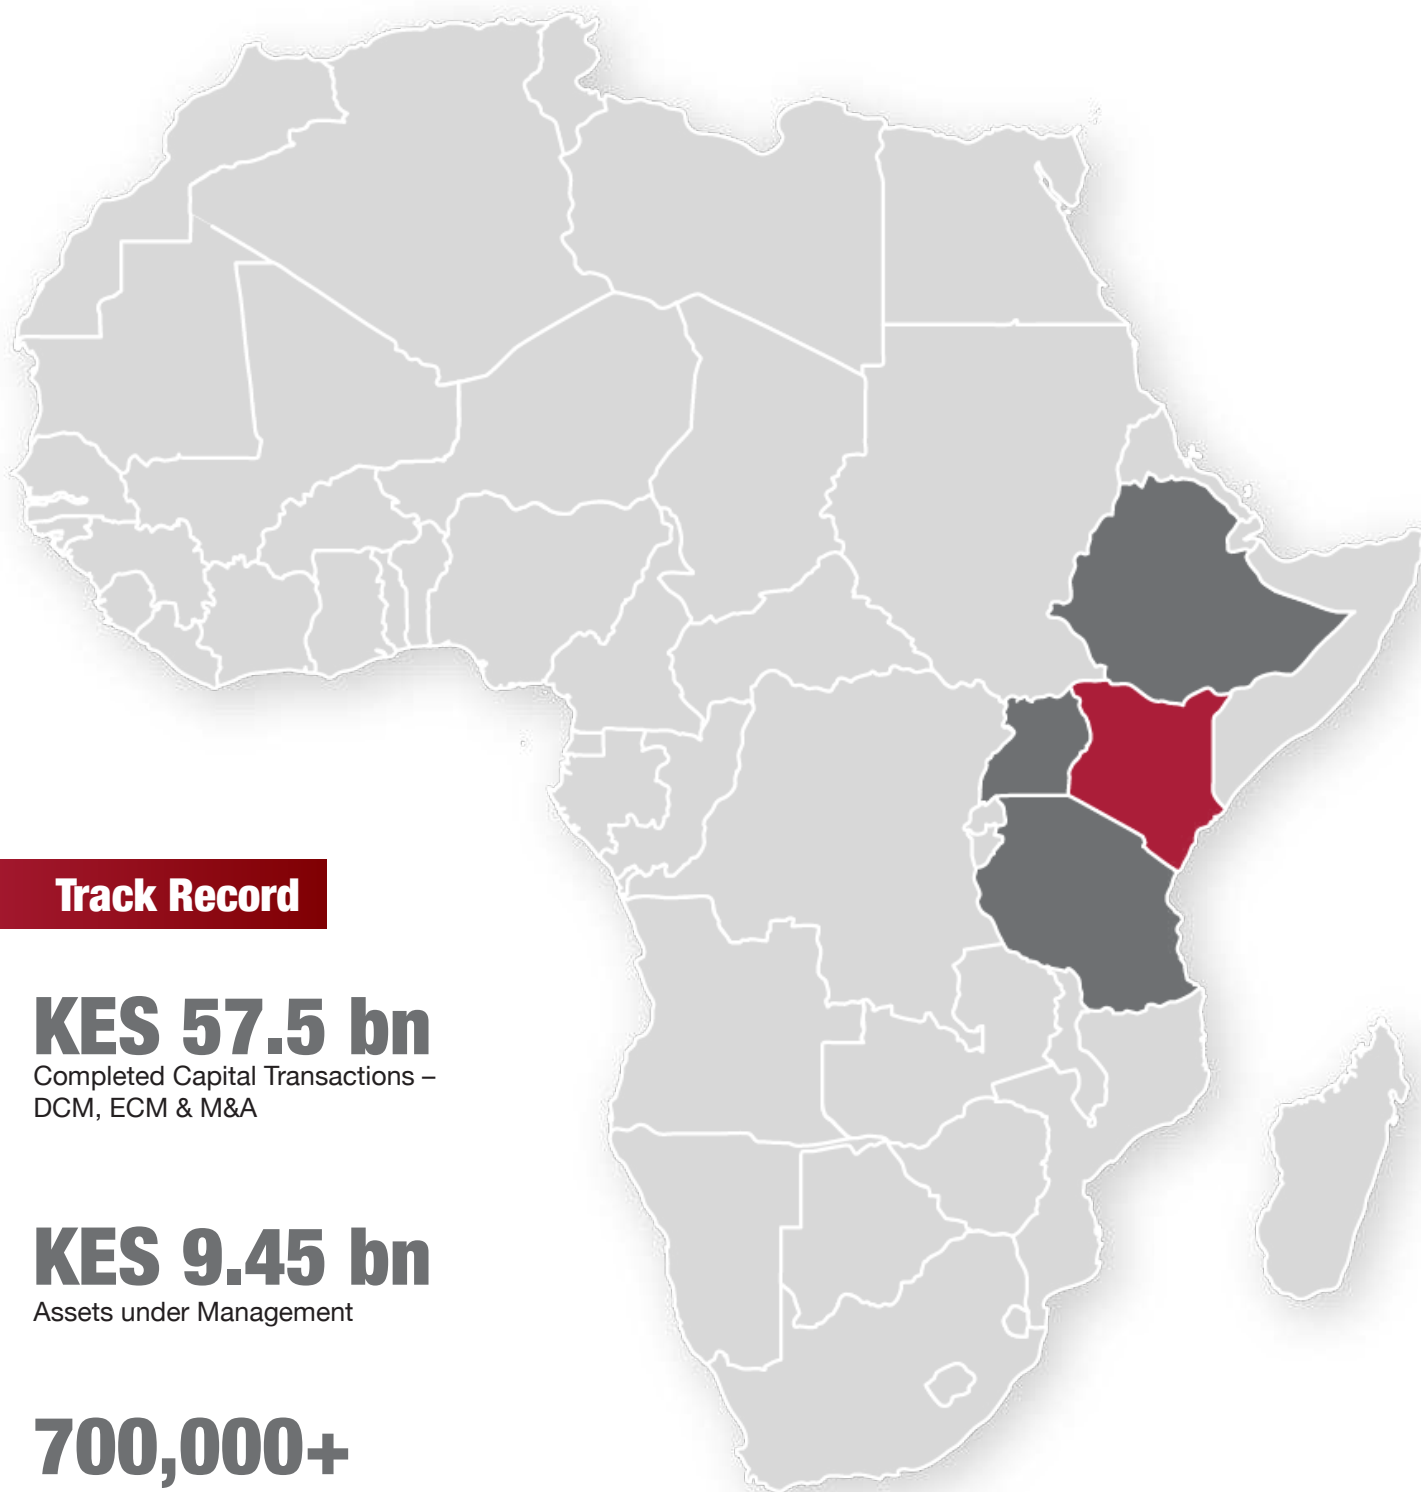 Track Record
KES 57.5 bn
Completed Capital Transactions –
DCM, ECM & M&A
KES 9.45 bn
Assets under Management
700,000+